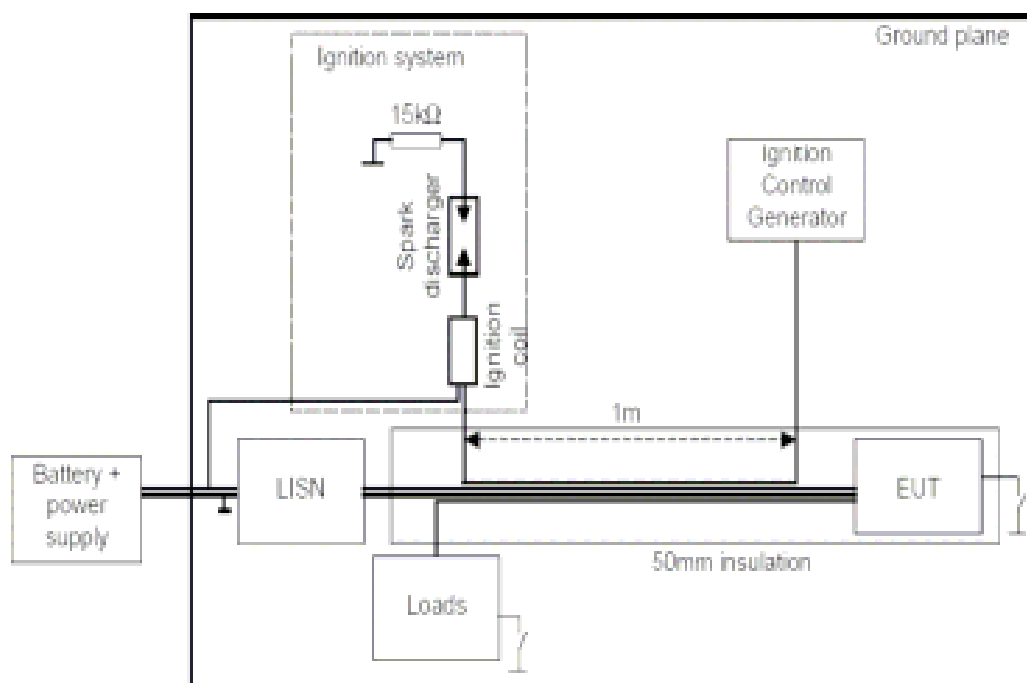 Ground plane
Ignition system
15kΩ
Spark
discharger
Ignition
coil
Ignition
Control
Generator
1m
Battery +
power
supply
LISN
EUT
50mm insulation
Loads